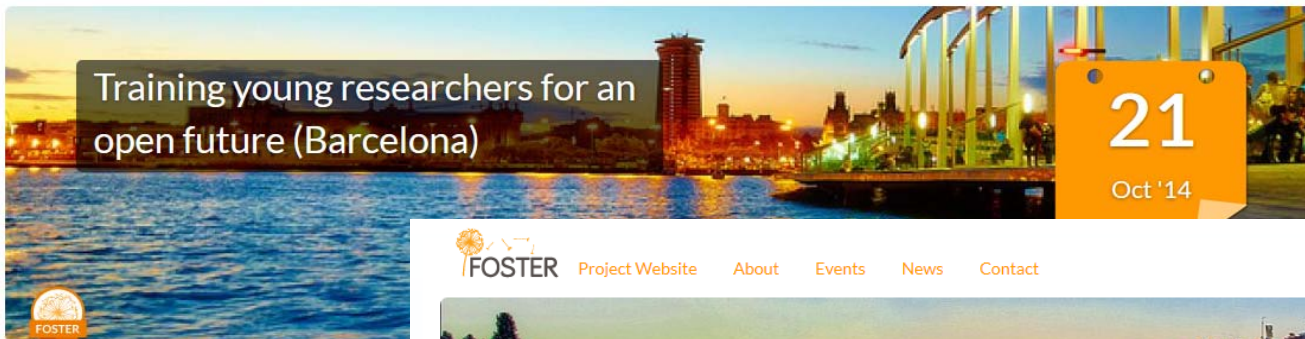 Training young researchers for an
open future (Barcelona)
21
Oct '14
FOSTER Project Website About Events News Contact
FOSTER